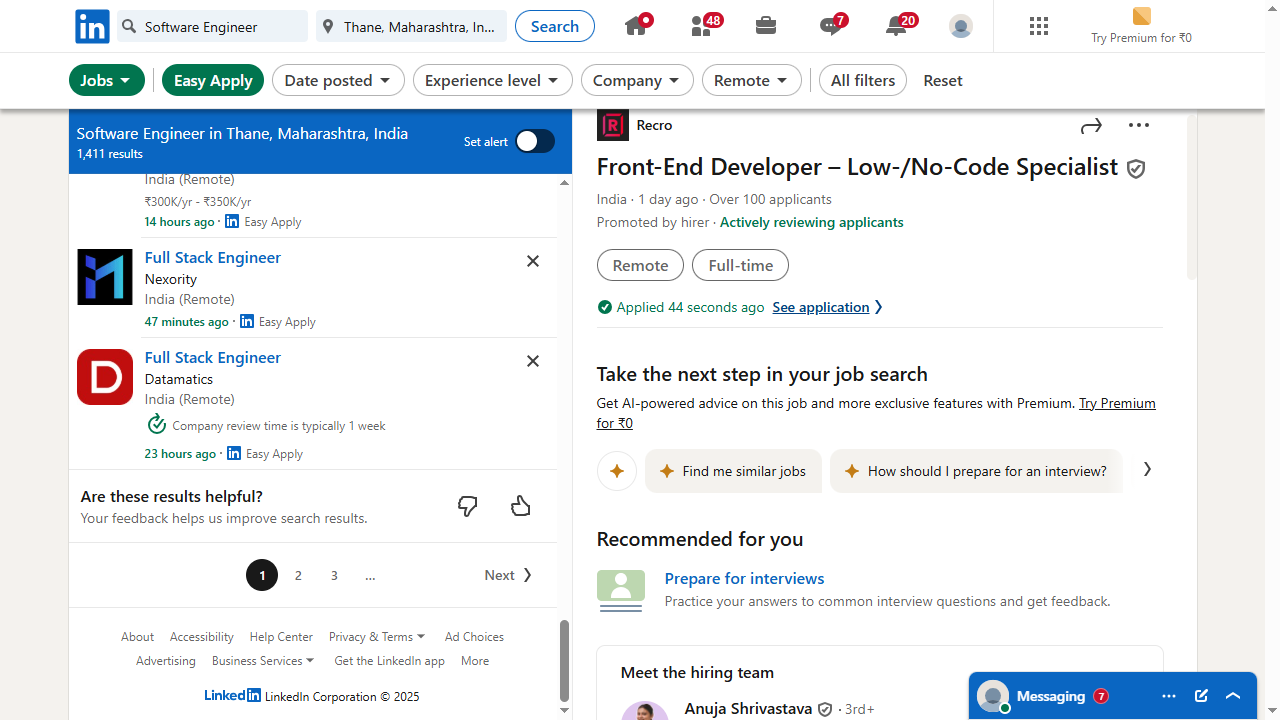 in
Software Engineer
Thane, Maharashtra, In...
Search
48
7
20
Try Premium for ₹0
Jobs
Easy Apply
Date posted
Experience level
Company
Remote
All filters
Reset
Software Engineer in Thane, Maharashtra, India
1,411 results
Set alert
India (Remote)
₹300K/yr - ₹350K/yr
14 hours ago · in Easy Apply
Full Stack Engineer
Nexority
India (Remote)
47 minutes ago · in Easy Apply
D
Full Stack Engineer
Datamatics
India (Remote)
Company review time is typically 1 week
23 hours ago · in Easy Apply
Are these results helpful?
Your feedback helps us improve search results.
1 2 3 ... Next
About Accessibility Help Center Privacy & Terms Ad Choices
Advertising Business Services Get the LinkedIn app More
LinkedIn LinkedIn Corporation © 2025
R
Recro
Front-End Developer – Low-/No-Code Specialist
India · 1 day ago · Over 100 applicants
Promoted by hirer · Actively reviewing applicants
Remote
Full-time
Applied 44 seconds ago See application
Take the next step in your job search
Get AI-powered advice on this job and more exclusive features with Premium. Try Premium
for ₹0
Find me similar jobs
How should I prepare for an interview?
Recommended for you
Prepare for interviews
Practice your answers to common interview questions and get feedback.
Meet the hiring team
Anuja Shrivastava · 3rd+
Messaging 7